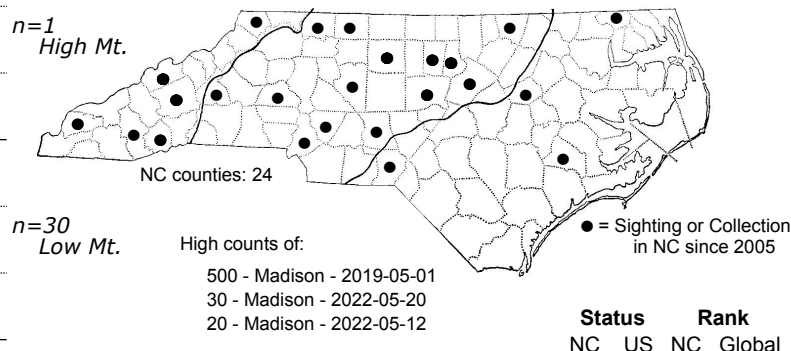 n=1
High Mt.
NC counties: 24
n=30
Low Mt.
● = Sighting or Collection
in NC since 2005
High counts of:
500 - Madison - 2019-05-01
30 - Madison - 2022-05-20
20 - Madison - 2022-05-12
Status Rank
NC US NC Global